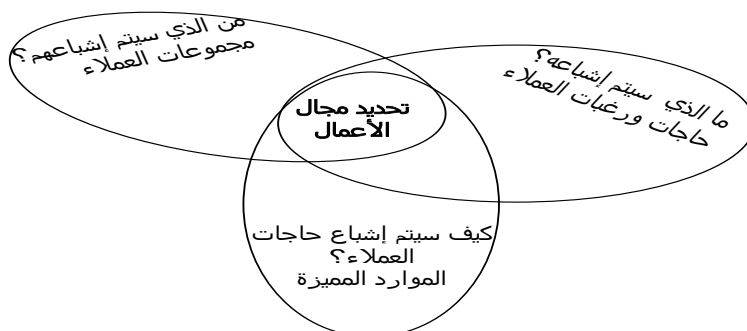 من الذي سيتم إشباعهم؟
مجموعات العملاء
ما الذي سيتم إشباعه؟
حاجات ورغبات العملاء
تحديد مجال
الأعمال
كيف سيتم إشباع حاجات
العملاء؟
الموارد المميزة